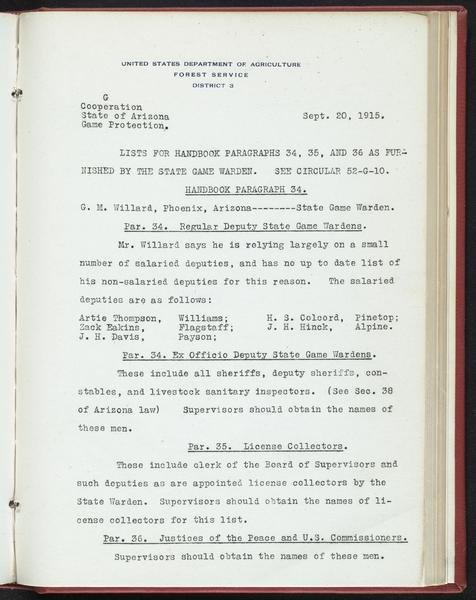 UNITED STATES DEPARTMENT OF AGRICULTURE
FOREST SERVICE
DISTRICT 3
G
Cooperation
State of Arizona Sept. 20, 1915.
Game Protection.
LISTS FOR HANDBOOK PARAGRAPHS 34, 35, AND 36 AS FUR-
NISHED BY THE STATE GAME WARDEN. SEE CIRCULAR 52-G-10.
HANDBOOK PARAGRAPH 34.
G. M. Willard, Phoenix, Arizona--------State Game Warden.
Par. 34. Regular Deputy State Game Wardens.
Mr. Willard says he is relying largely on a small
number of salaried deputies, and has no up to date list of
his non-salaried deputies for this reason. The salaried
deputies are as follows:
Artie Thompson, Williams; H. S. Colcord, Pinetop;
Zack Eakins, Flagstaff; J. H. Hinck, Alpine.
J. H. Davis, Payson;
Par. 34. Ex Officio Deputy State Game Wardens.
These include all sheriffs, deputy sheriffs, con-
stables, and livestock sanitary inspectors. (See Sec. 38
of Arizona law) Supervisors should obtain the names of
these men.
Par. 35. License Collectors.
These include clerk of the Board of Supervisors and
such deputies as are appointed license collectors by the
State Warden. Supervisors should obtain the names of li-
cense collectors for this list.
Par. 36. Justices of the Peace and U.S. Commissioners.
Supervisors should obtain the names of these men.